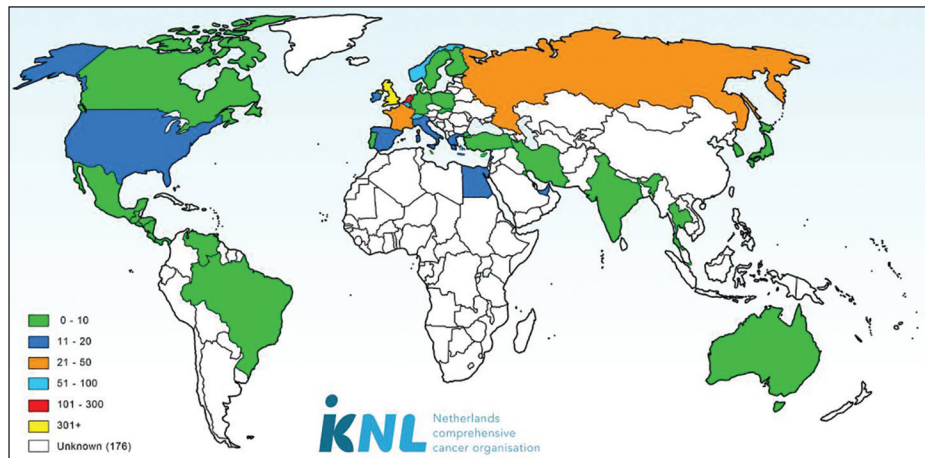 0 - 10
11 - 20
21 - 50
51 - 100
101 - 300
301+
Unknown (176)
iKNL
Netherlands
comprehensive
cancer organisation